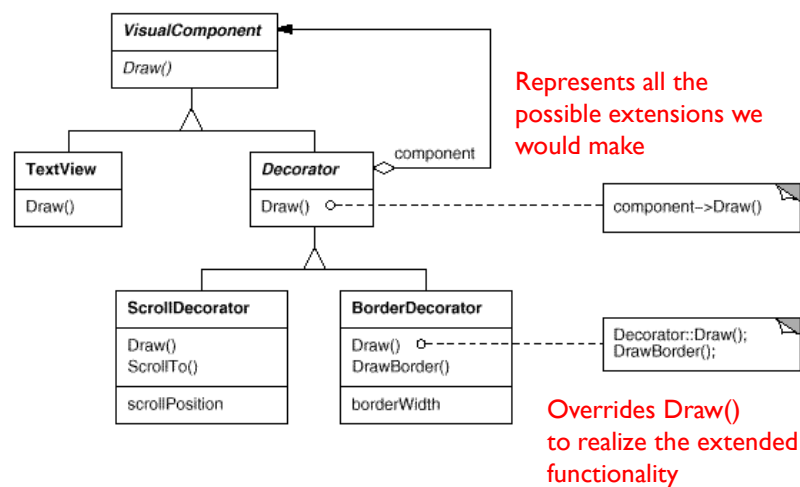 VisualComponent
Draw()
Represents all the
possible extensions we
would make
TextView
Draw()
Decorator
Draw()
component
component->Draw()
ScrollDecorator
Draw()
ScrollTo()
scrollPosition
BorderDecorator
Draw()
DrawBorder()
borderWidth
Decorator::Draw();
DrawBorder();
Overrides Draw()
to realize the extended
functionality